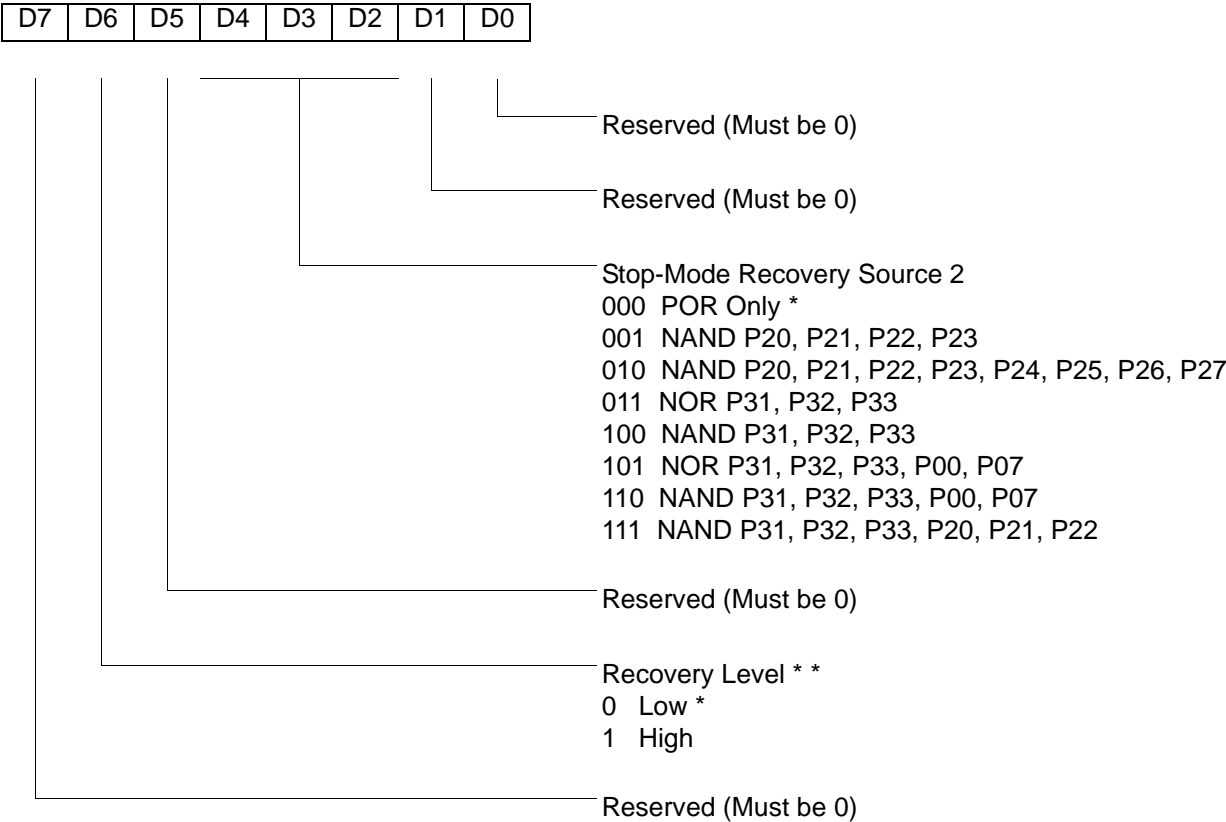 D7 D6 D5 D4 D3 D2 D1 D0
Reserved (Must be 0)
Reserved (Must be 0)
Stop-Mode Recovery Source 2
000 POR Only *
001 NAND P20, P21, P22, P23
010 NAND P20, P21, P22, P23, P24, P25, P26, P27
011 NOR P31, P32, P33
100 NAND P31, P32, P33
101 NOR P31, P32, P33, P00, P07
110 NAND P31, P32, P33, P00, P07
111 NAND P31, P32, P33, P20, P21, P22
Reserved (Must be 0)
Recovery Level * *
0 Low *
1 High
Reserved (Must be 0)